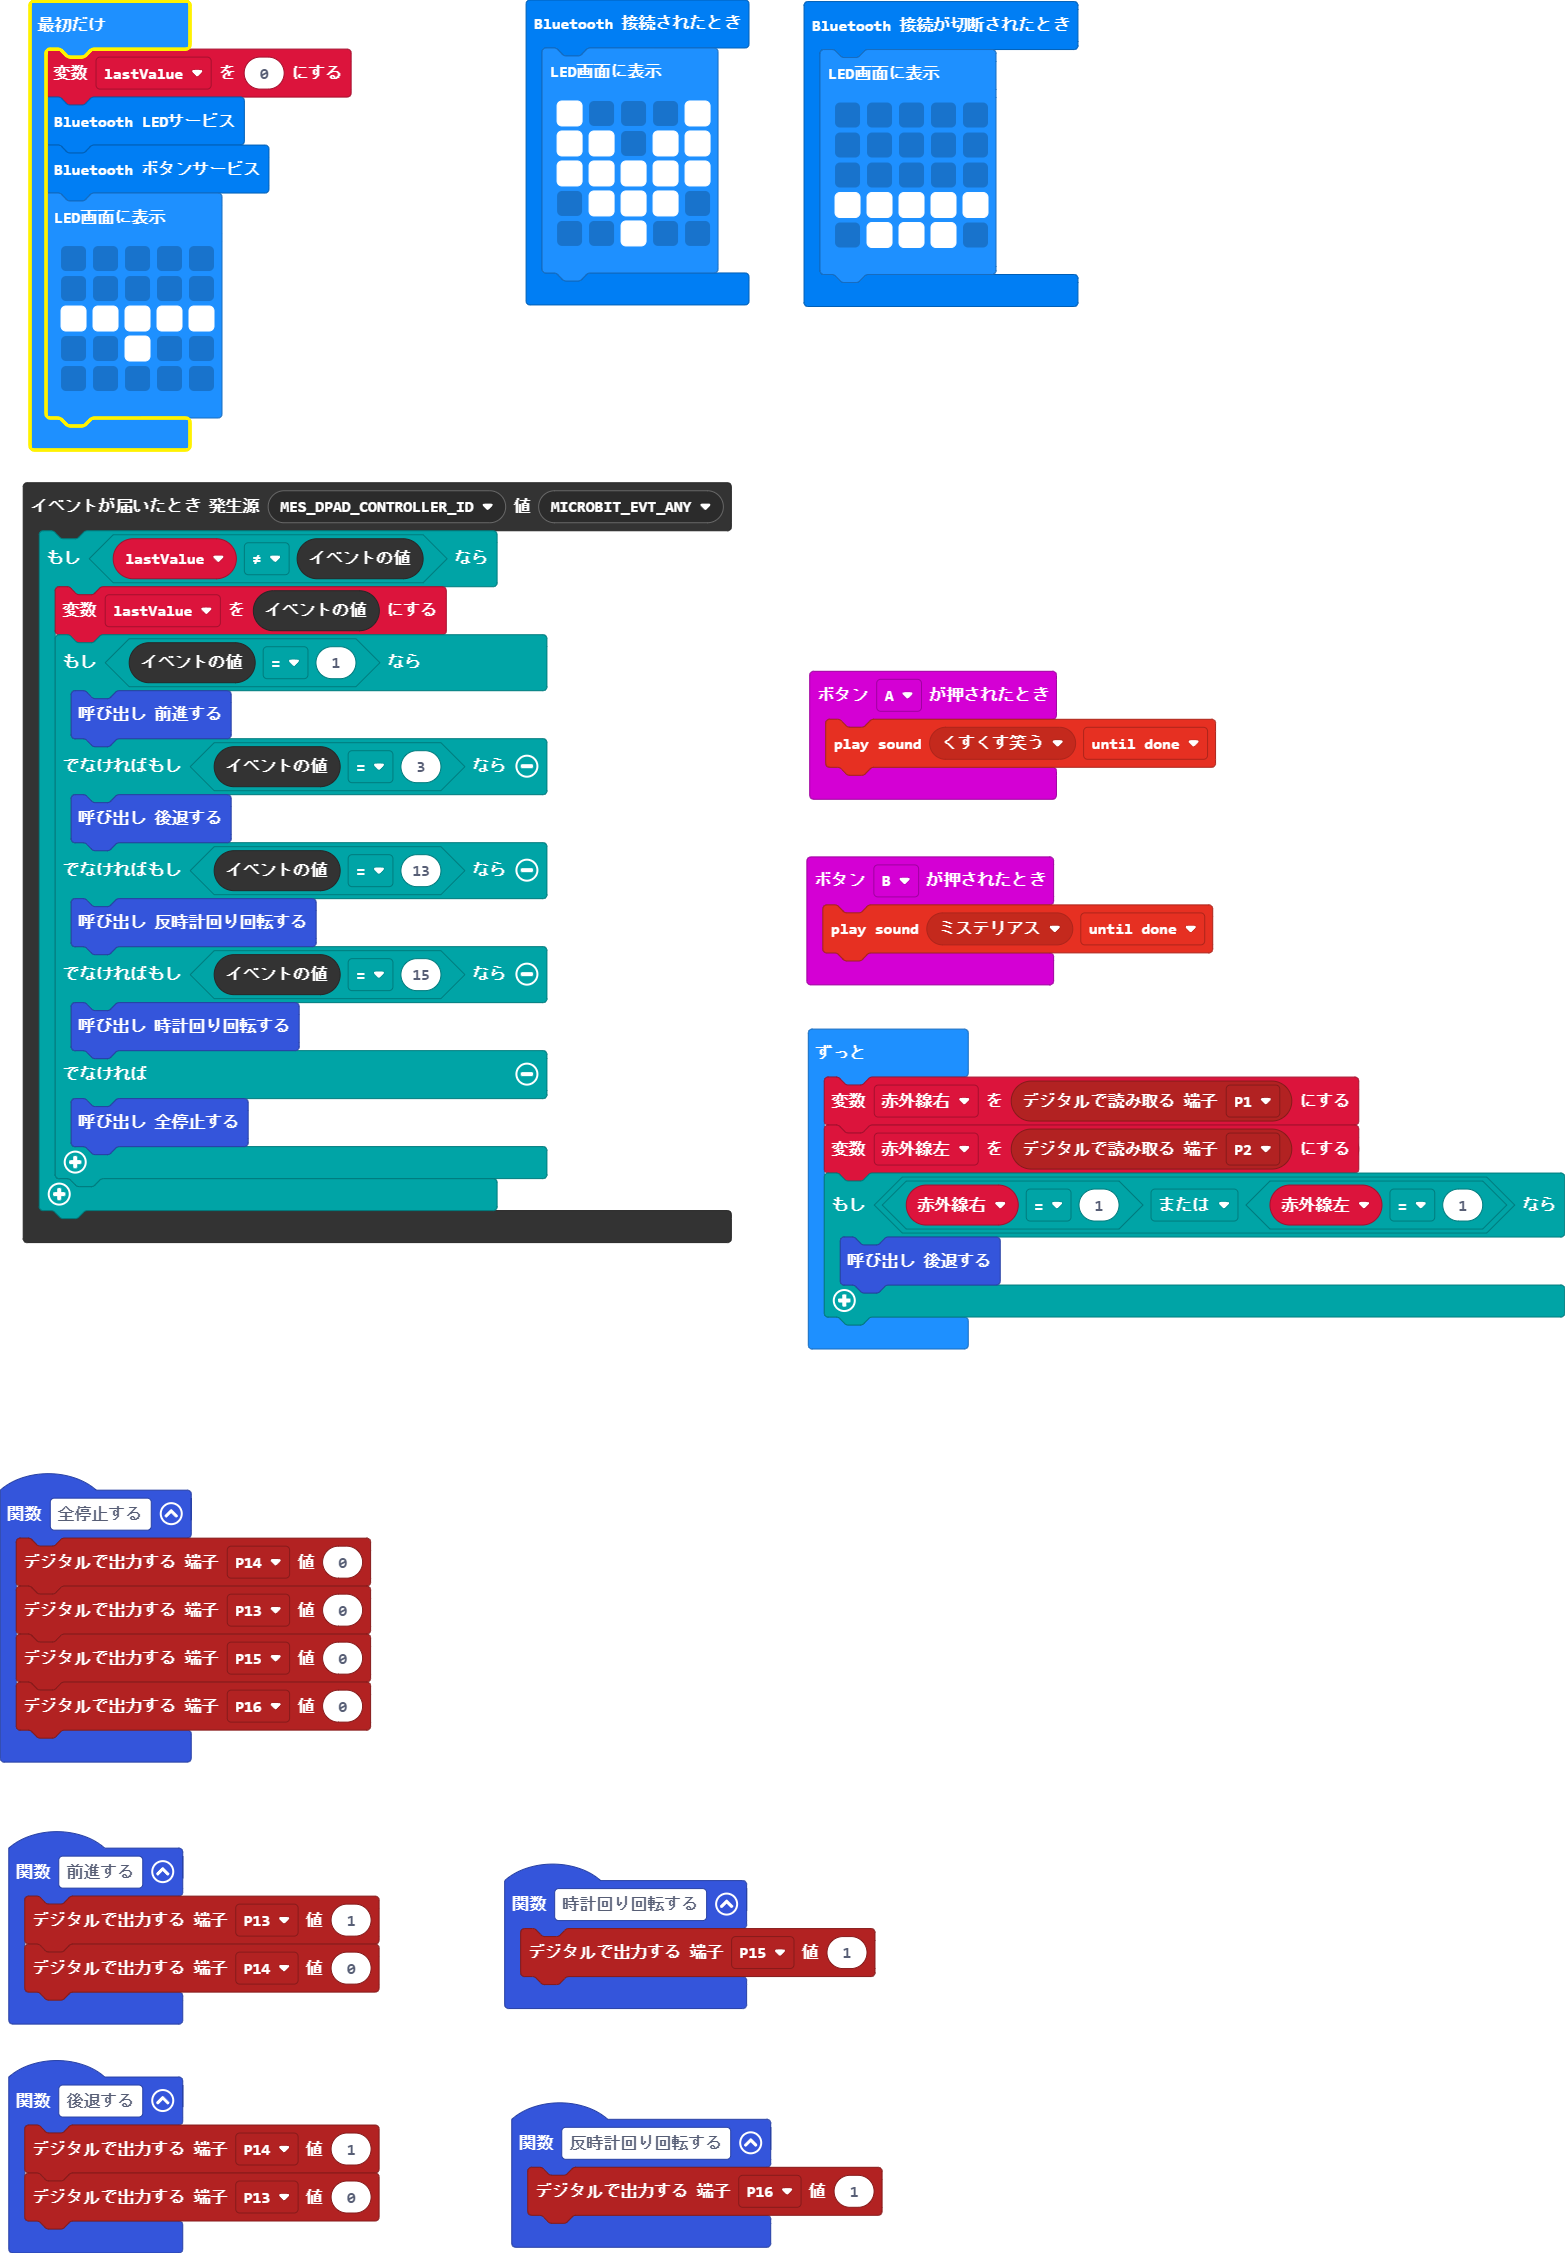 最初だけ
変数 lastValue を 0 にする
Bluetooth LEDサービス
Bluetooth ボタンサービス
LED画面に表示
Bluetooth 接続されたとき
LED画面に表示
Bluetooth 接続が切断されたとき
LED画面に表示
イベントが届いたとき 発生源 MES_DPAD_CONTROLLER_ID 値 MICROBIT_EVT_ANY
もし lastValue ≠ イベントの値 なら
変数 lastValue を イベントの値 にする
もし イベントの値 = 1 なら
呼び出し 前進する
でなければもし イベントの値 = 3 なら
呼び出し 後退する
でなければもし イベントの値 = 13 なら
呼び出し 反時計回り回転する
でなければもし イベントの値 = 15 なら
呼び出し 時計回り回転する
でなければ
呼び出し 全停止する
ボタン A が押されたとき
play sound くすくす笑う until done
ボタン B が押されたとき
play sound ミステリアス until done
ずっと
変数 赤外線右 を デジタルで読み取る 端子 P1 にする
変数 赤外線左 を デジタルで読み取る 端子 P2 にする
もし 赤外線右 = 1 または 赤外線左 = 1 なら
呼び出し 後退する
関数 全停止する
デジタルで出力する 端子 P14 値 0
デジタルで出力する 端子 P13 値 0
デジタルで出力する 端子 P15 値 0
デジタルで出力する 端子 P16 値 0
関数 前進する
デジタルで出力する 端子 P13 値 1
デジタルで出力する 端子 P14 値 0
関数 時計回り回転する
デジタルで出力する 端子 P15 値 1
関数 後退する
デジタルで出力する 端子 P14 値 1
デジタルで出力する 端子 P13 値 0
関数 反時計回り回転する
デジタルで出力する 端子 P16 値 1